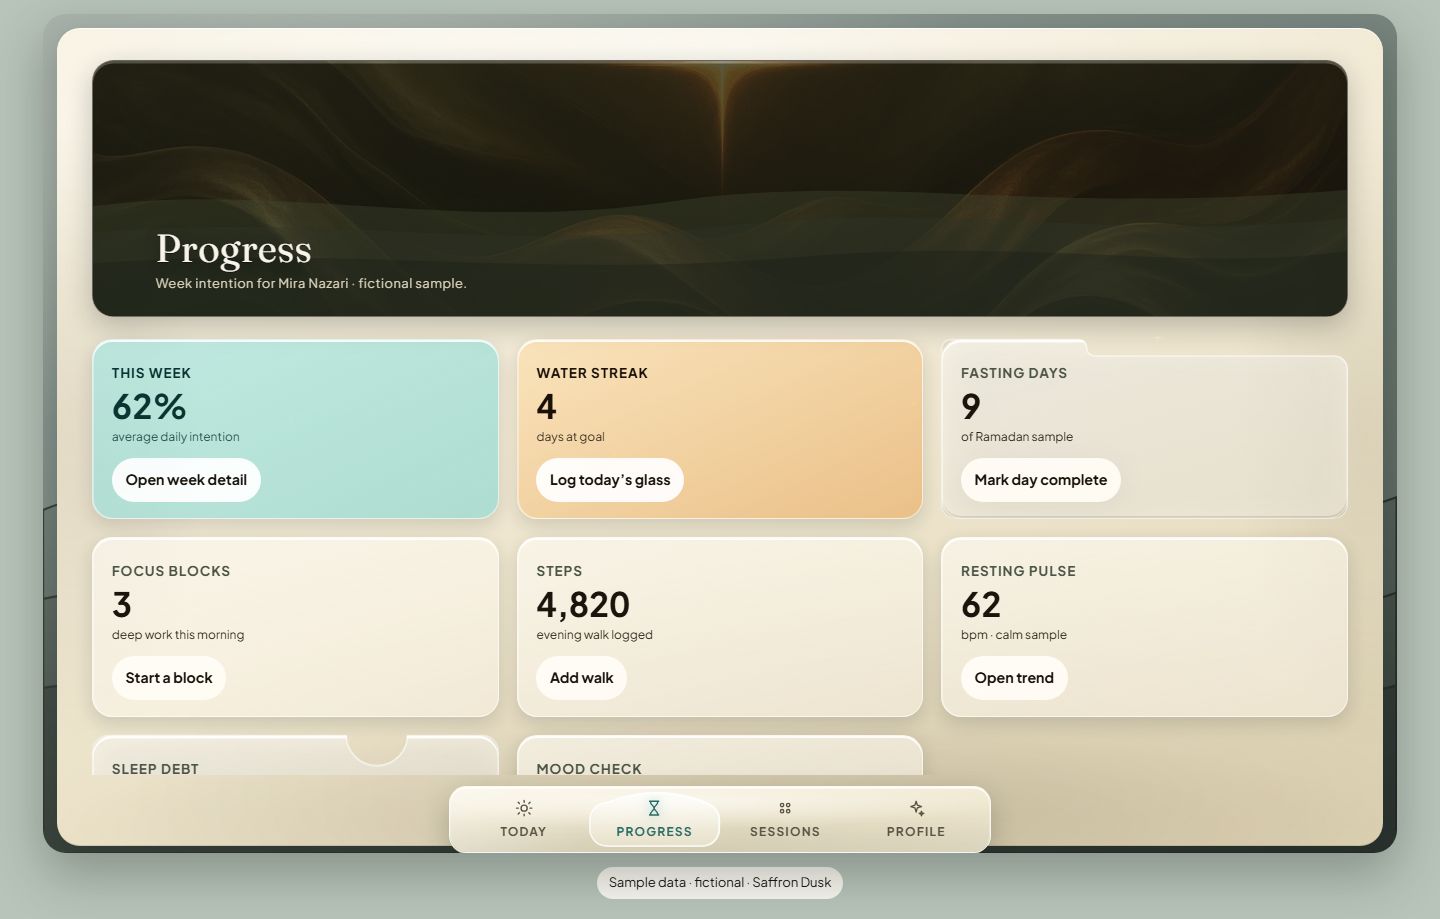 Progress
Week intention for Mira Nazari · fictional sample.
THIS WEEK
62%
average daily intention
Open week detail
WATER STREAK
4
days at goal
Log today’s glass
FASTING DAYS
9
of Ramadan sample
Mark day complete
FOCUS BLOCKS
3
deep work this morning
Start a block
STEPS
4,820
evening walk logged
Add walk
RESTING PULSE
62
bpm · calm sample
Open trend
SLEEP DEBT
MOOD CHECK
TODAY
PROGRESS
SESSIONS
PROFILE
Sample data · fictional · Saffron Dusk